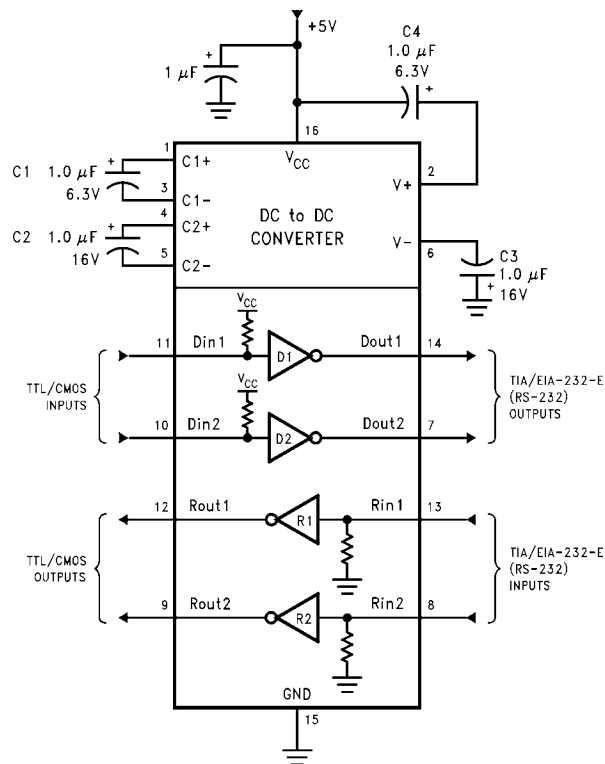 +5V
C4
1.0 μF
6.3V
+
+
1 μF
16
VCC
1
C1+
C1 1.0 μF
6.3V
+
3
C1-
4
C2+
C2 1.0 μF
16V
+
5
C2-
DC to DC
CONVERTER
2
V+
V-
6
C3
1.0 μF
+
16V
VCC
11 Din1 D1 Dout1 14
VCC
10 Din2 D2 Dout2 7
TTL/CMOS
INPUTS
TIA/EIA-232-E
(RS-232)
OUTPUTS
12 Rout1 R1 Rin1 13
9 Rout2 R2 Rin2 8
TTL/CMOS
OUTPUTS
TIA/EIA-232-E
(RS-232)
INPUTS
GND
15